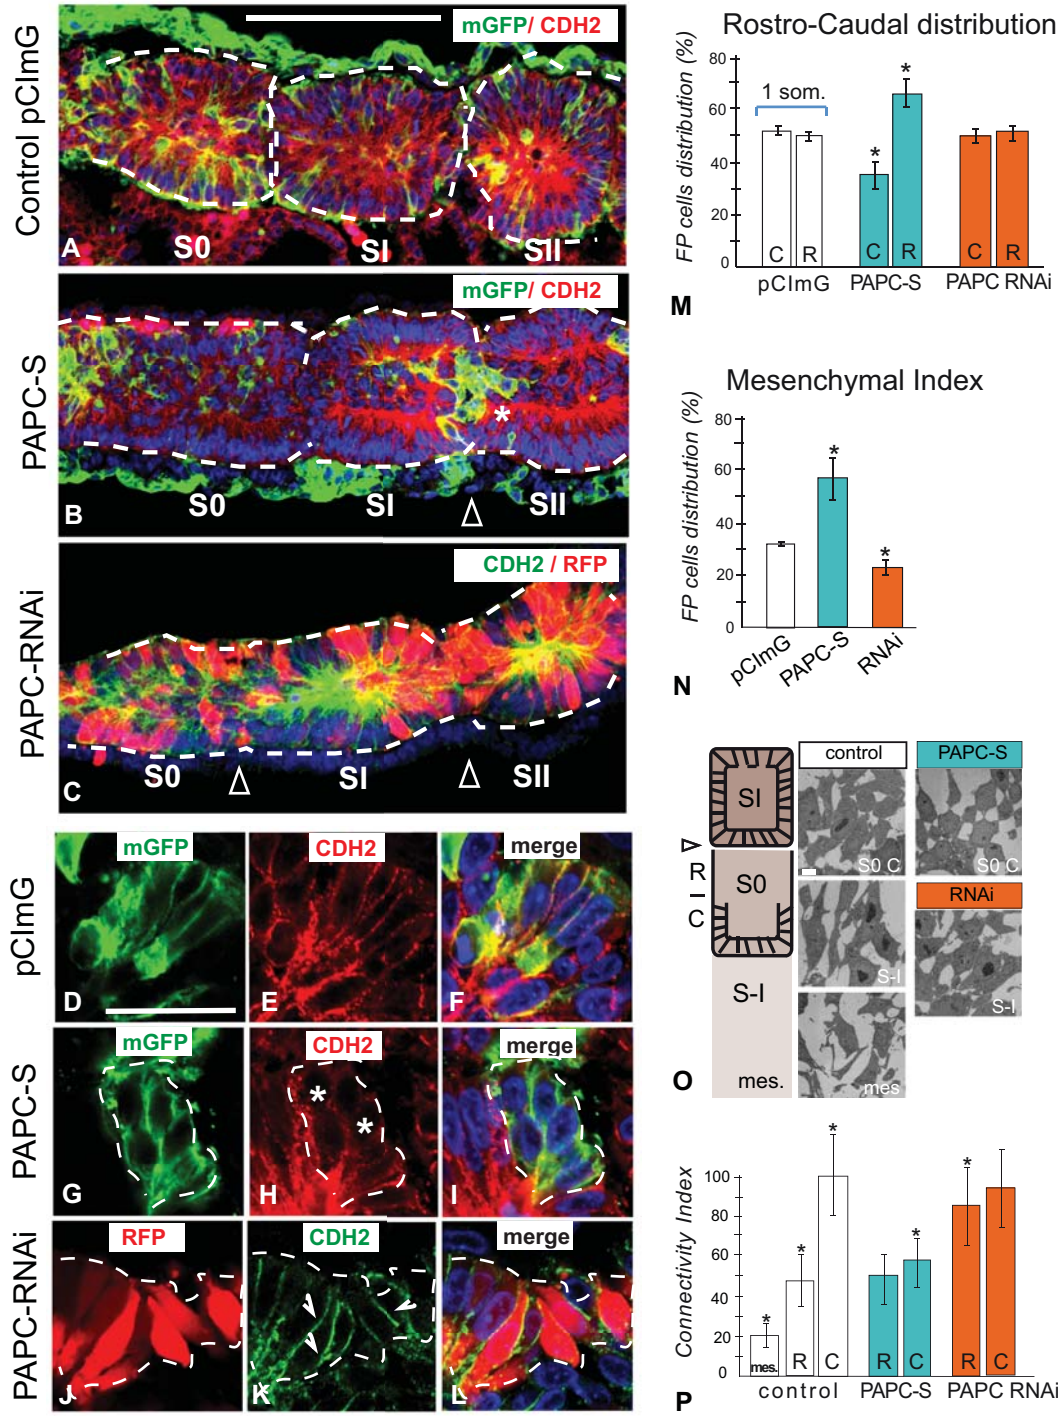 Control pCImG
mGFP/ CDH2
S0
SI
SII
A
PAPC-S
mGFP/ CDH2
*
S0
SI
SII
B
PAPC-RNAi
CDH2 / RFP
S0
SI
SII
C
pCImG
mGFP
CDH2
merge
D
E
F
PAPC-S
mGFP
CDH2
merge
*
*
G
H
I
PAPC-RNAi
RFP
CDH2
merge
J
K
L
Rostro-Caudal distribution
FP cells distribution (%)
80
60
40
20
0
1 som.
*
*
C R C R C R
pCImG PAPC-S PAPC RNAi
M
Mesenchymal Index
FP cells distribution (%)
80
60
40
20
0
*
*
pCImG PAPC-S RNAi
N
SI
R
–
C
S0
S-I
mes.
O
control
S0 C
S-I
mes
PAPC-S
S0 C
RNAi
S-I
Connectivity Index
100
80
60
40
20
0
*
*
*
*
*
mes. R C R C R C
control PAPC-S PAPC RNAi
P